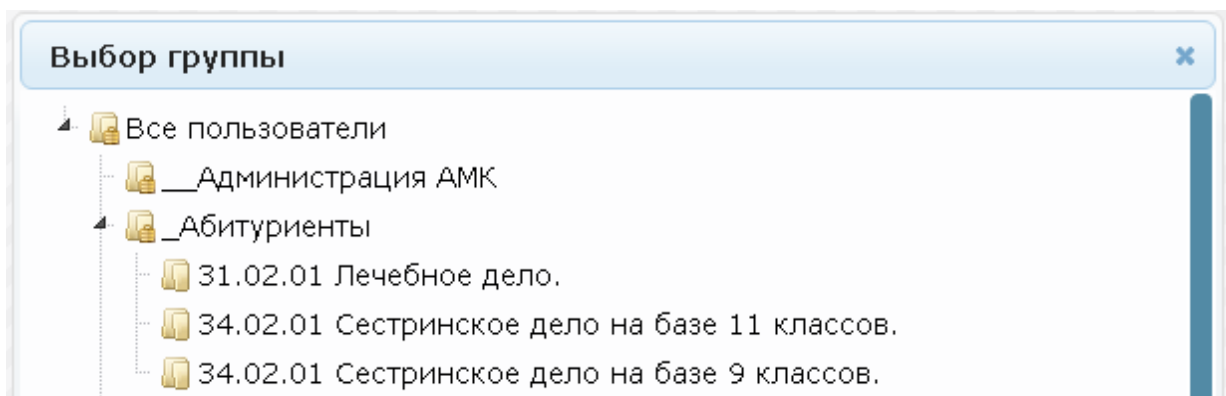 Выбор группы
Все пользователи
__Администрация АМК
_Абитуриенты
31.02.01 Лечебное дело.
34.02.01 Сестринское дело на базе 11 классов.
34.02.01 Сестринское дело на базе 9 классов.